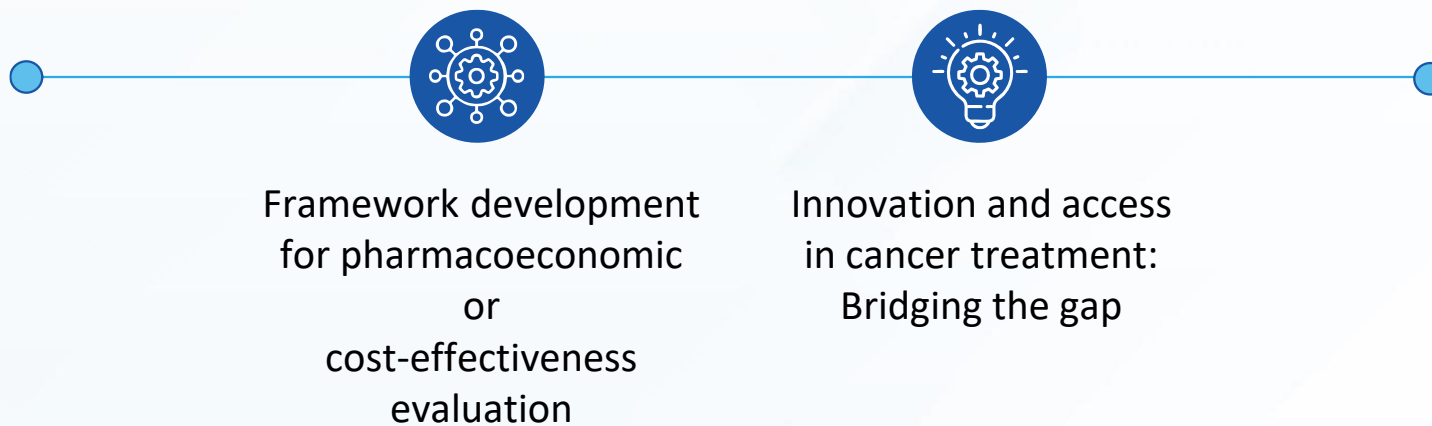 Framework development
for pharmacoeconomic
or
cost-effectiveness
evaluation
Innovation and access
in cancer treatment:
Bridging the gap